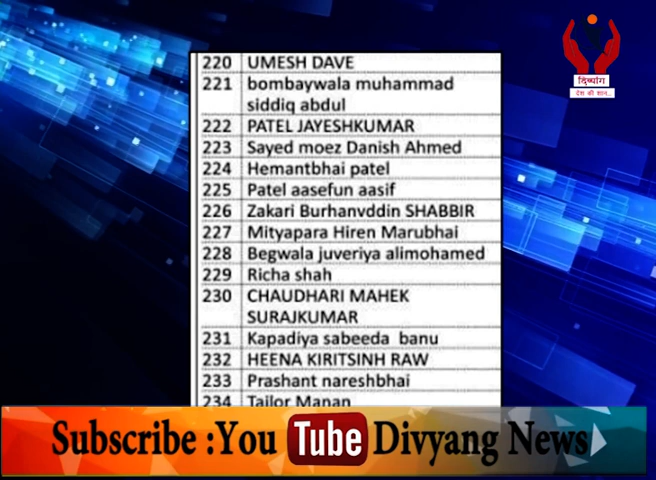 दिव्यांग
देश की शान..
220 UMESH DAVE
221 bombaywala muhammad
siddiq abdul
222 PATEL JAYESHKUMAR
223 Sayed moez Danish Ahmed
224 Hemantbhai patel
225 Patel aasefun aasif
226 Zakari Burhanvddin SHABBIR
227 Mityapara Hiren Marubhai
228 Begwala juveriya alimohamed
229 Richa shah
230 CHAUDHARI MAHEK
SURAJKUMAR
231 Kapadiya sabeeda banu
232 HEENA KIRITSINH RAW
233 Prashant nareshbhai
234 Tailor Manan
Subscribe :You Tube Divyang News